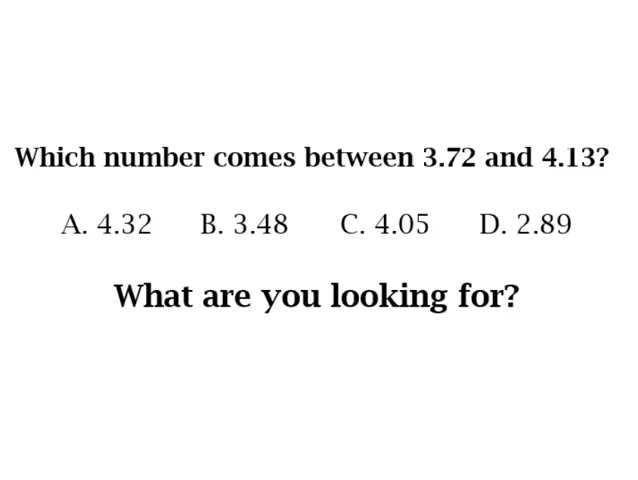 Which number comes between 3.72 and 4.13?
A. 4.32 B. 3.48 C. 4.05 D. 2.89
What are you looking for?